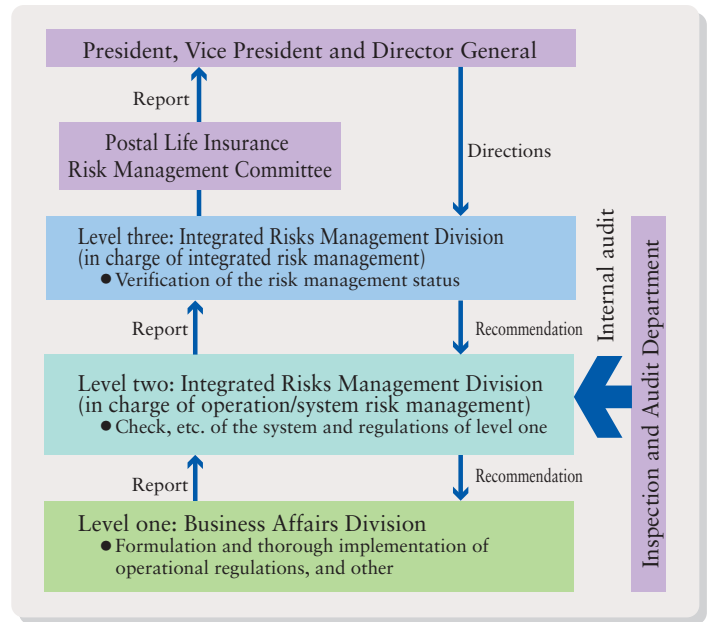 President, Vice President and Director General
Report
Directions
Postal Life Insurance
Risk Management Committee
Level three: Integrated Risks Management Division
(in charge of integrated risk management)
● Verification of the risk management status
Report
Recommendation
Level two: Integrated Risks Management Division
(in charge of operation/system risk management)
● Check, etc. of the system and regulations of level one
Report
Recommendation
Level one: Business Affairs Division
● Formulation and thorough implementation of
operational regulations, and other
Internal audit
Inspection and Audit Department